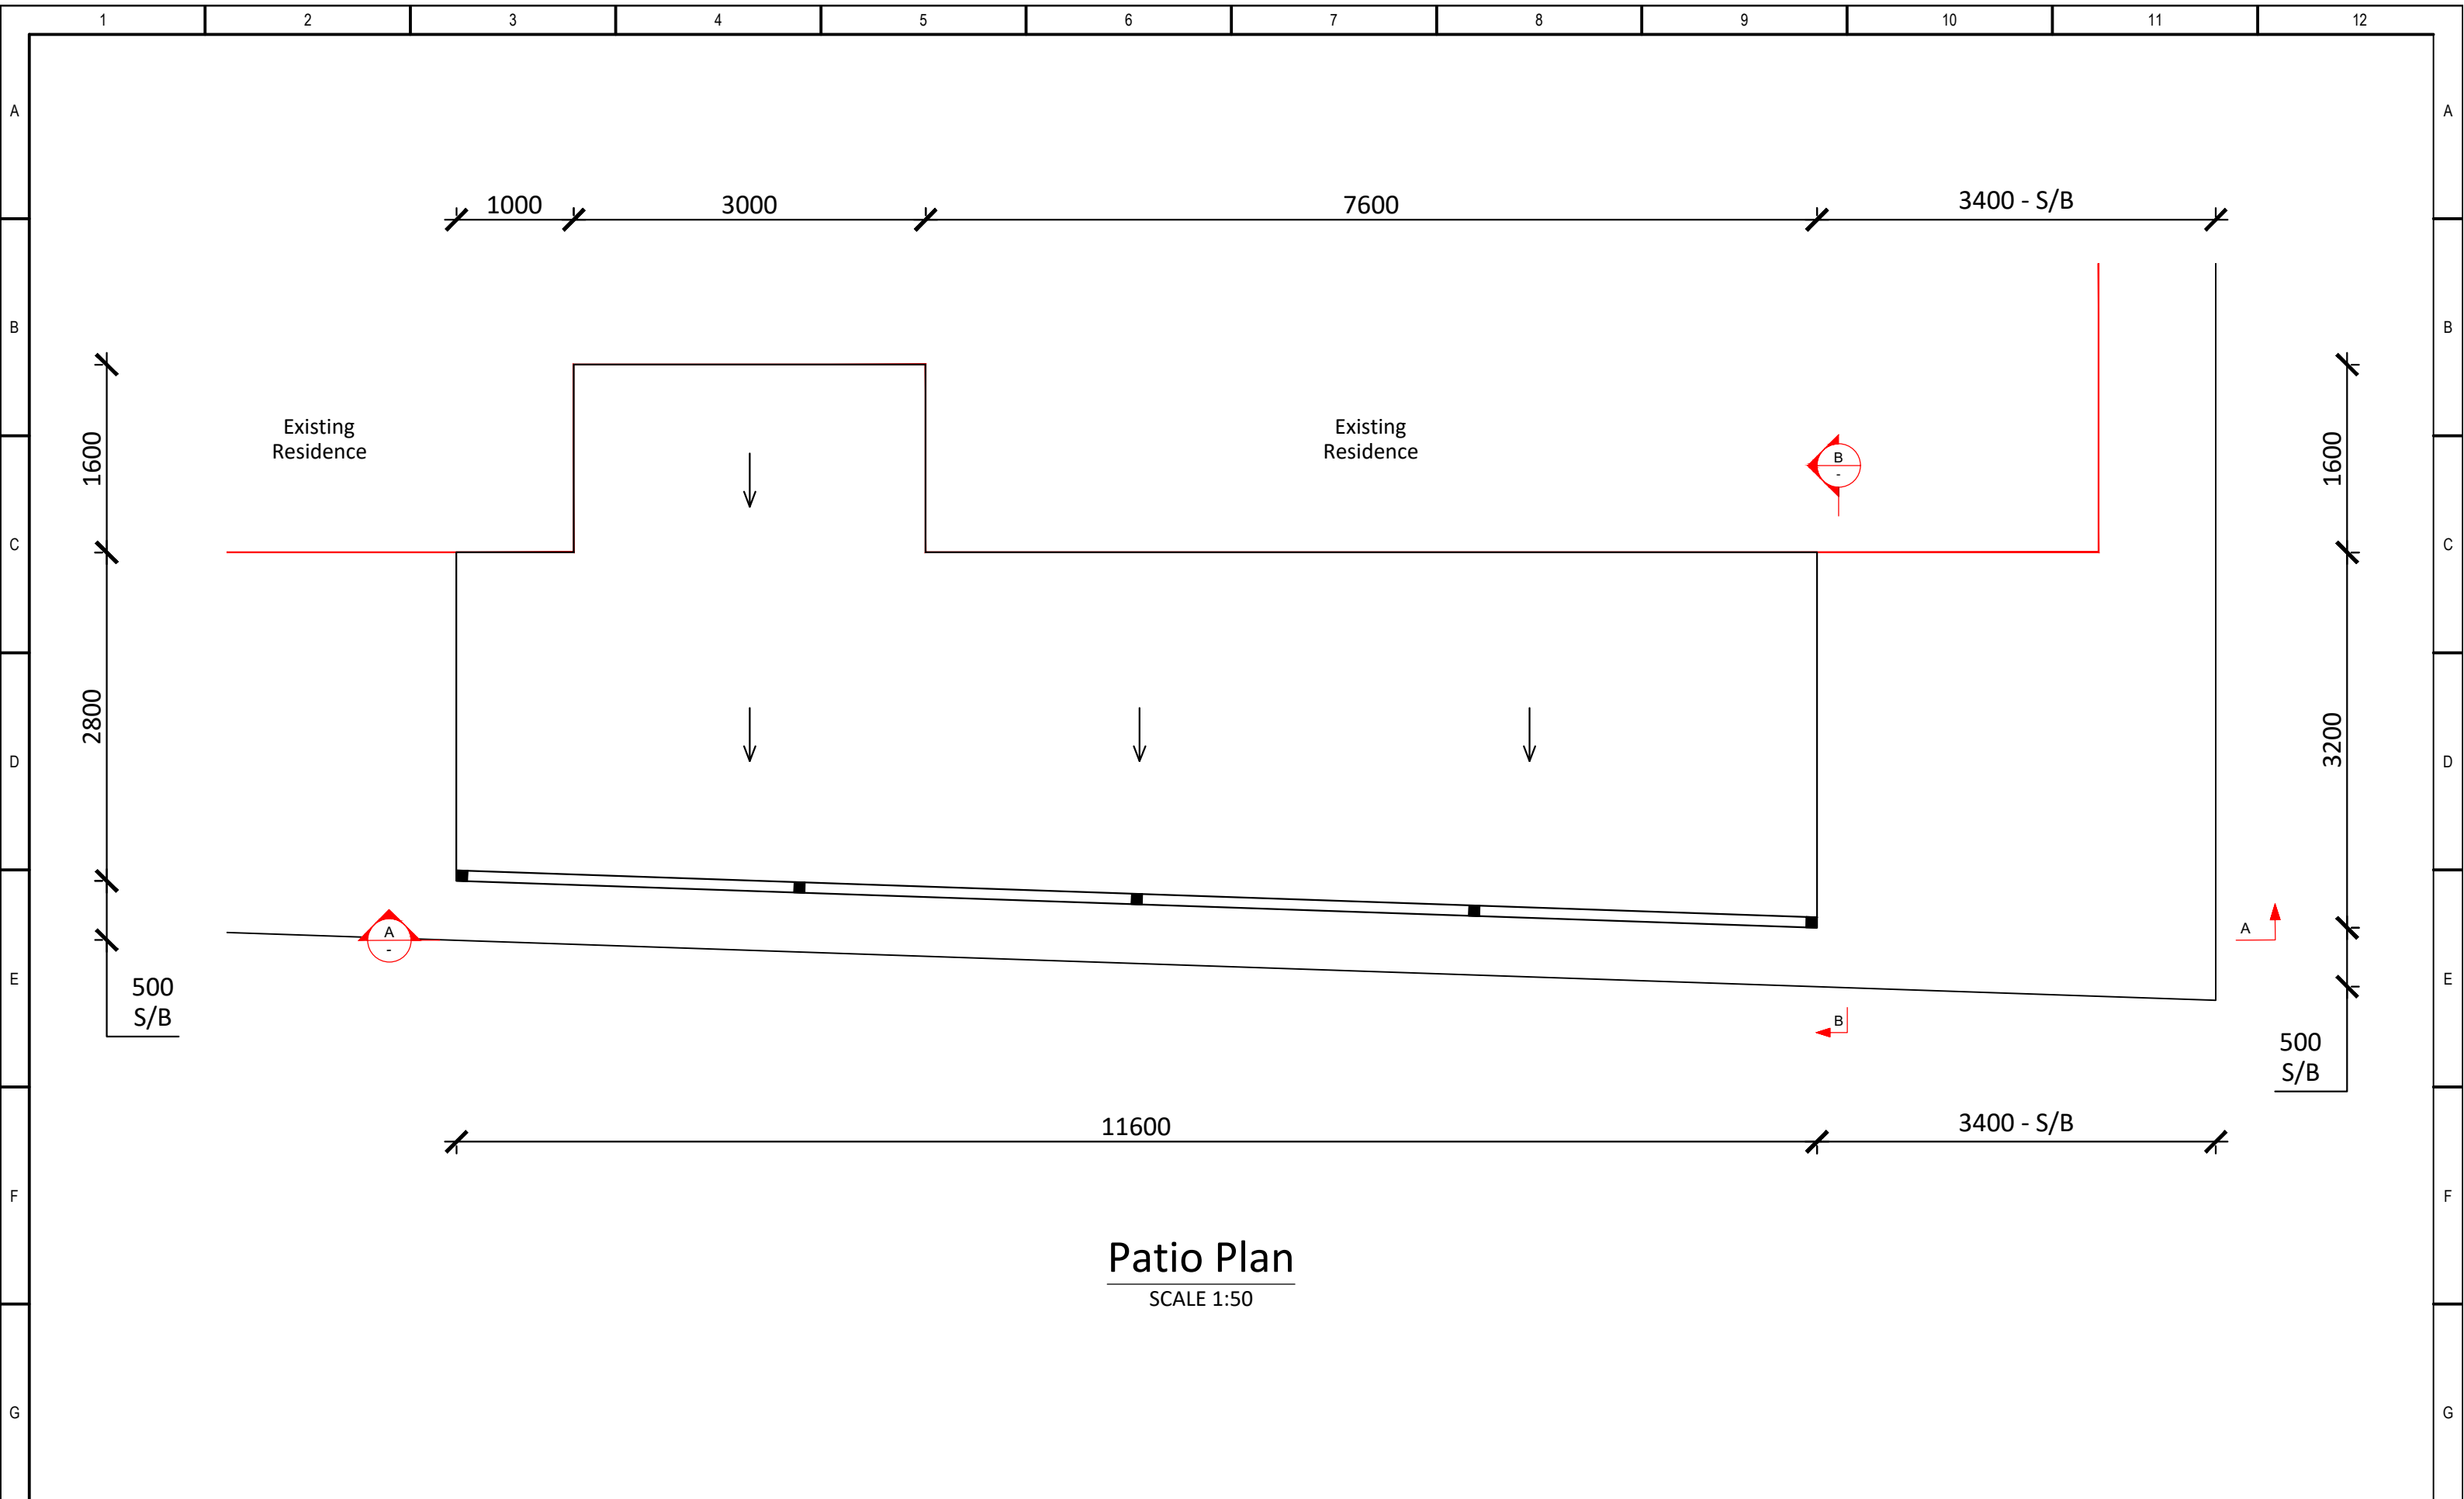 1 2 3 4 5 6 7 8 9 10 11 12
A A
1000 3000 7600 3400 - S/B
B B
Existing
Residence
Existing
Residence
1600
B
-
1600
C C
2800
3200
D D
A
-
A
E E
500
S/B
B
500
S/B
11600 3400 - S/B
F F
Patio Plan
SCALE 1:50
G G